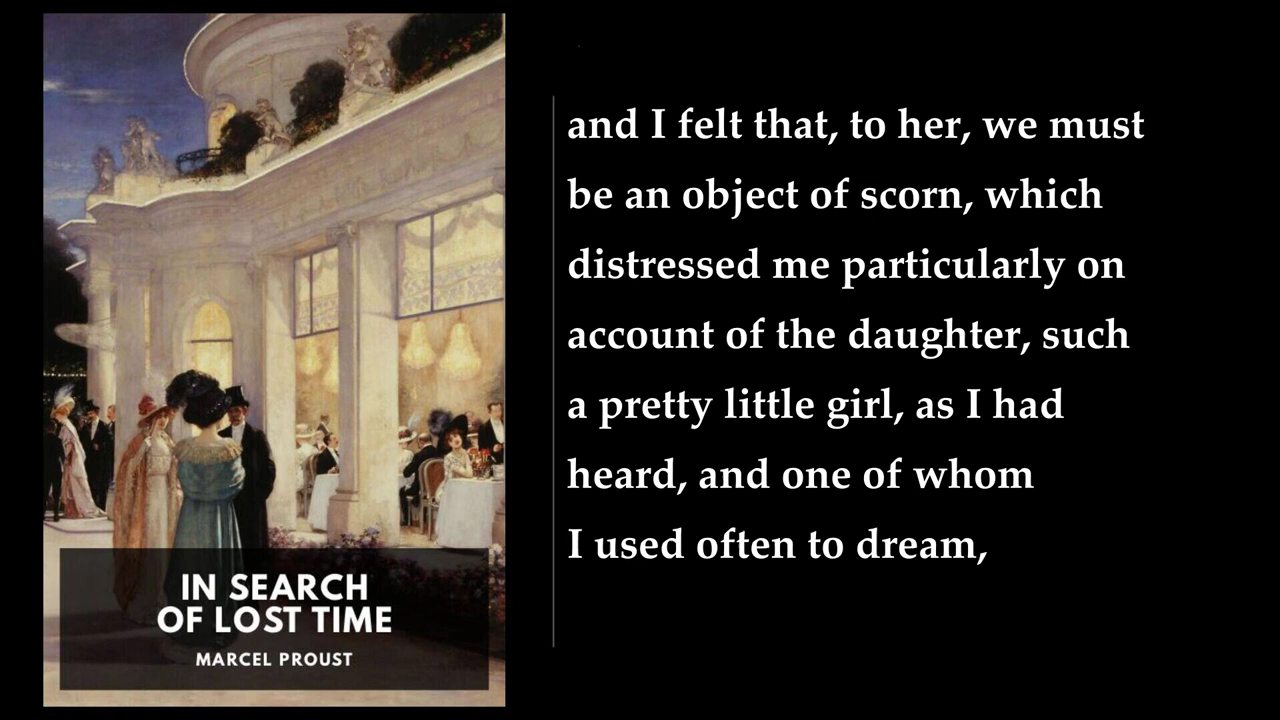 IN SEARCH
OF LOST TIME
MARCEL PROUST
and I felt that, to her, we must
be an object of scorn, which
distressed me particularly on
account of the daughter, such
a pretty little girl, as I had
heard, and one of whom
I used often to dream,